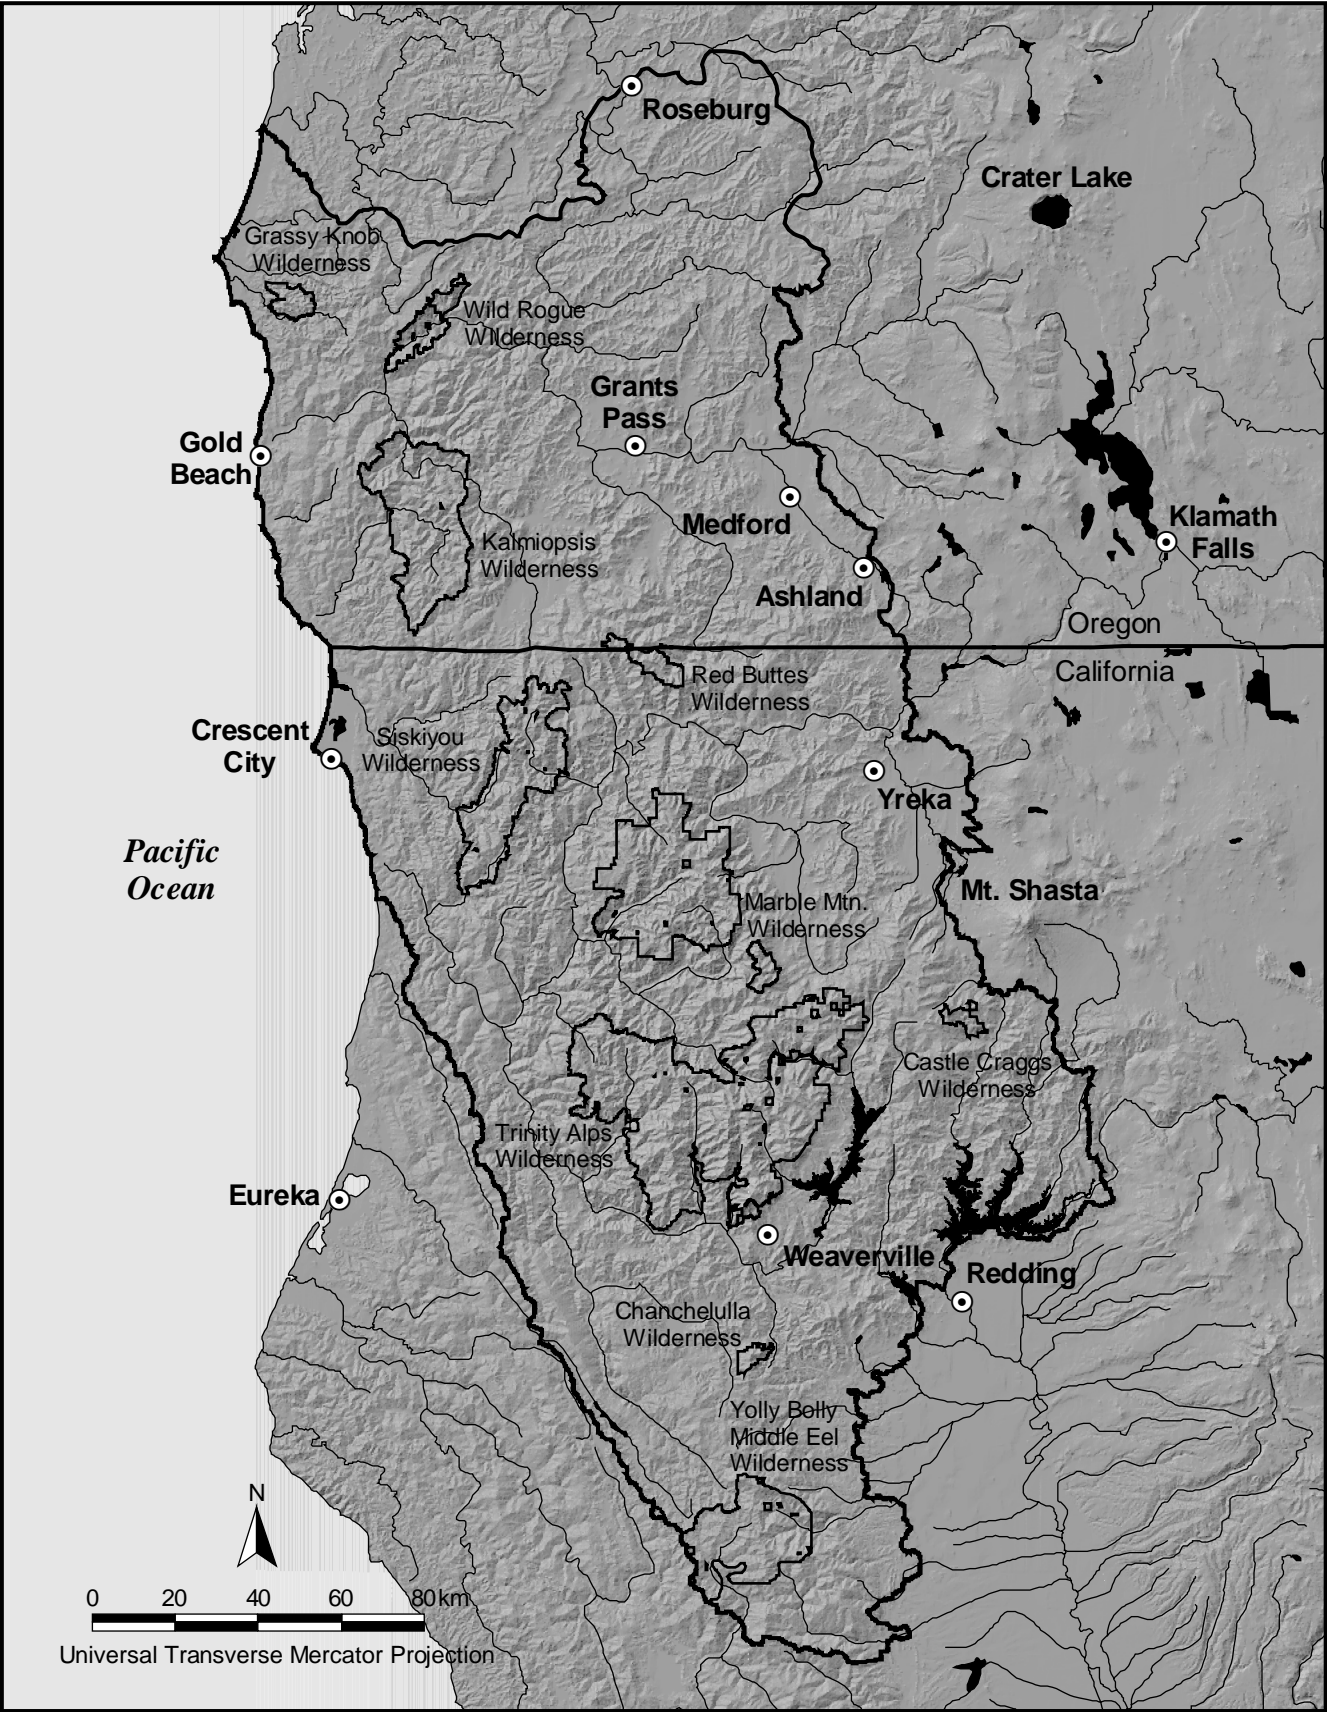 Roseburg
Crater Lake
Grassy Knob
Wilderness
Wild Rogue
Wilderness
Grants
Pass
Gold
Beach
Medford
Klamath
Falls
Kalmiopsis
Wilderness
Ashland
Oregon
California
Red Buttes
Wilderness
Crescent
City
Siskiyou
Wilderness
Yreka
Pacific
Ocean
Mt. Shasta
Marble Mtn.
Wilderness
Castle Craggs
Wilderness
Trinity Alps
Wilderness
Eureka
Weaverville
Redding
Chanchelulla
Wilderness
Yolly Bolly
Middle Eel
Wilderness
N
0 20 40 60 80km
Universal Transverse Mercator Projection